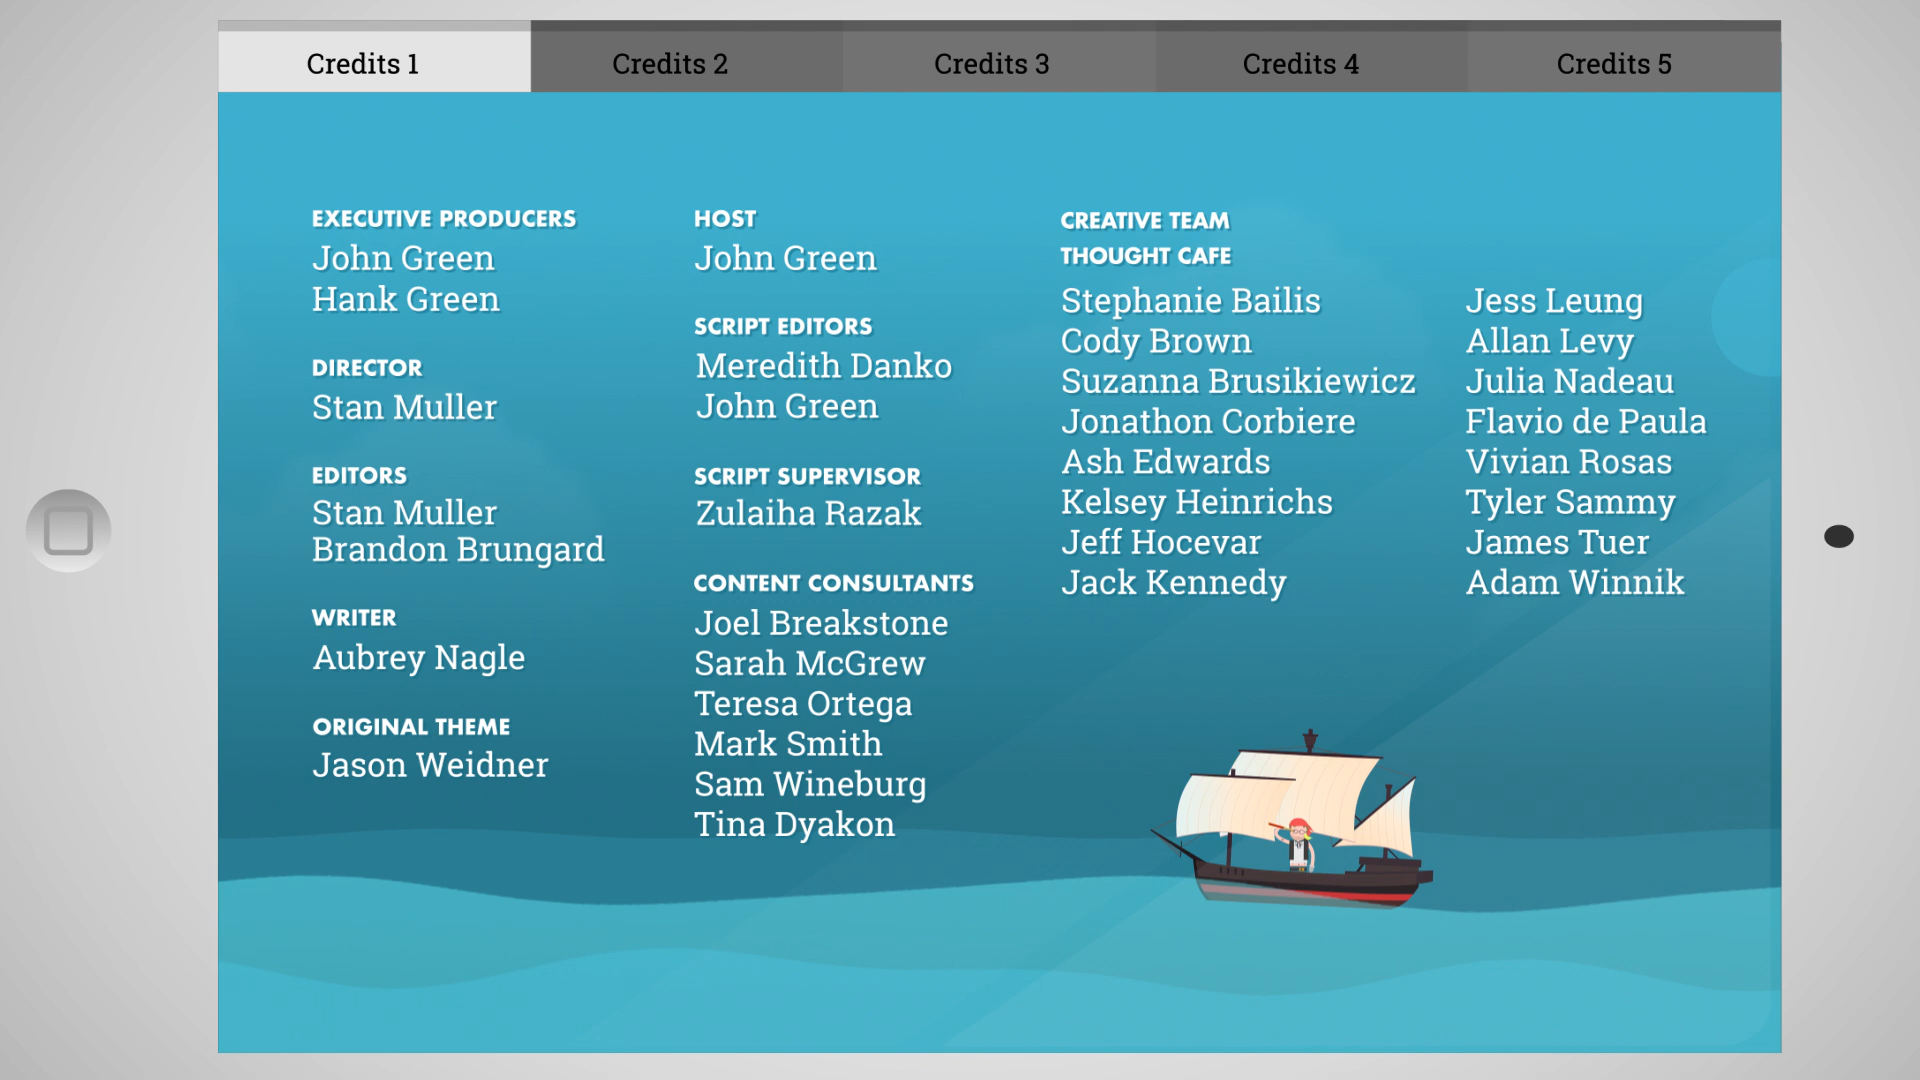 Credits 1
Credits 2
Credits 3
Credits 4
Credits 5
EXECUTIVE PRODUCERS
John Green
Hank Green
DIRECTOR
Stan Muller
EDITORS
Stan Muller
Brandon Brungard
WRITER
Aubrey Nagle
ORIGINAL THEME
Jason Weidner
HOST
John Green
SCRIPT EDITORS
Meredith Danko
John Green
SCRIPT SUPERVISOR
Zulaiha Razak
CONTENT CONSULTANTS
Joel Breakstone
Sarah McGrew
Teresa Ortega
Mark Smith
Sam Wineburg
Tina Dyakon
CREATIVE TEAM
THOUGHT CAFE
Stephanie Bailis
Cody Brown
Suzanna Brusikiewicz
Jonathon Corbiere
Ash Edwards
Kelsey Heinrichs
Jeff Hocevar
Jack Kennedy
Jess Leung
Allan Levy
Julia Nadeau
Flavio de Paula
Vivian Rosas
Tyler Sammy
James Tuer
Adam Winnik